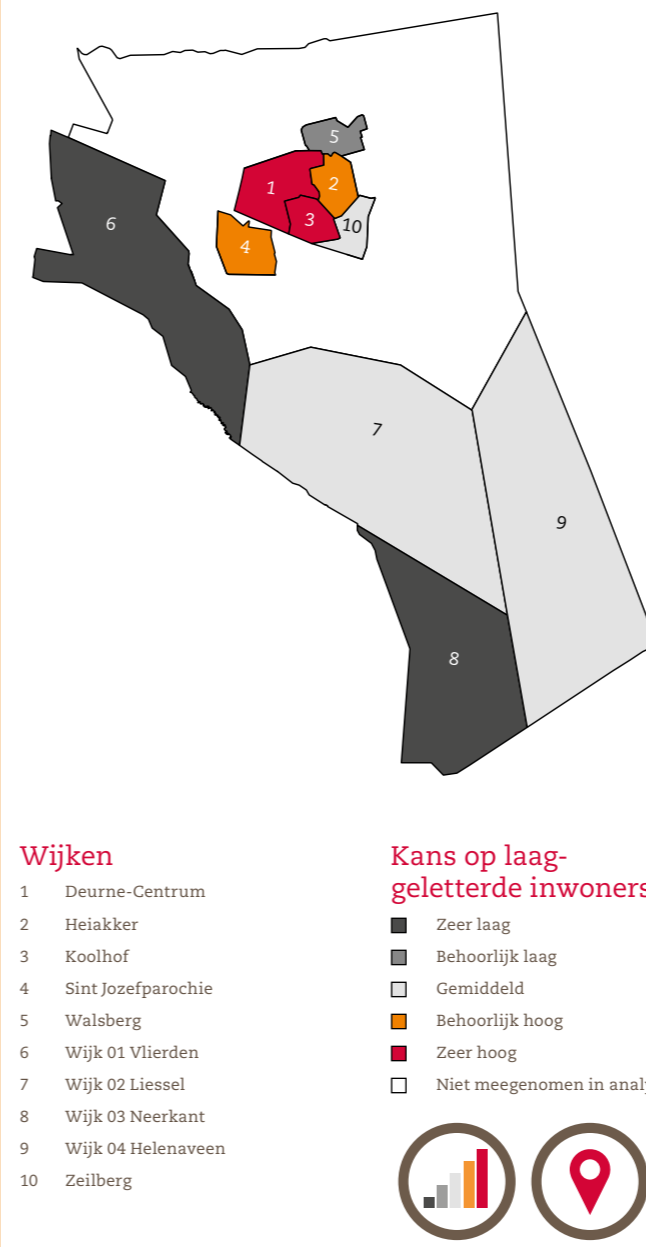 5
1
2
6
3
10
4
7
9
8
Wijken
1 Deurne-Centrum
2 Heiakker
3 Koolhof
4 Sint Jozefparochie
5 Walsberg
6 Wijk 01 Vlierden
7 Wijk 02 Liessel
8 Wijk 03 Neerkant
9 Wijk 04 Helenaveen
10 Zeilberg
Kans op laag-
geletterde inwoners
Zeer laag
Behoorlijk laag
Gemiddeld
Behoorlijk hoog
Zeer hoog
Niet meegenomen in